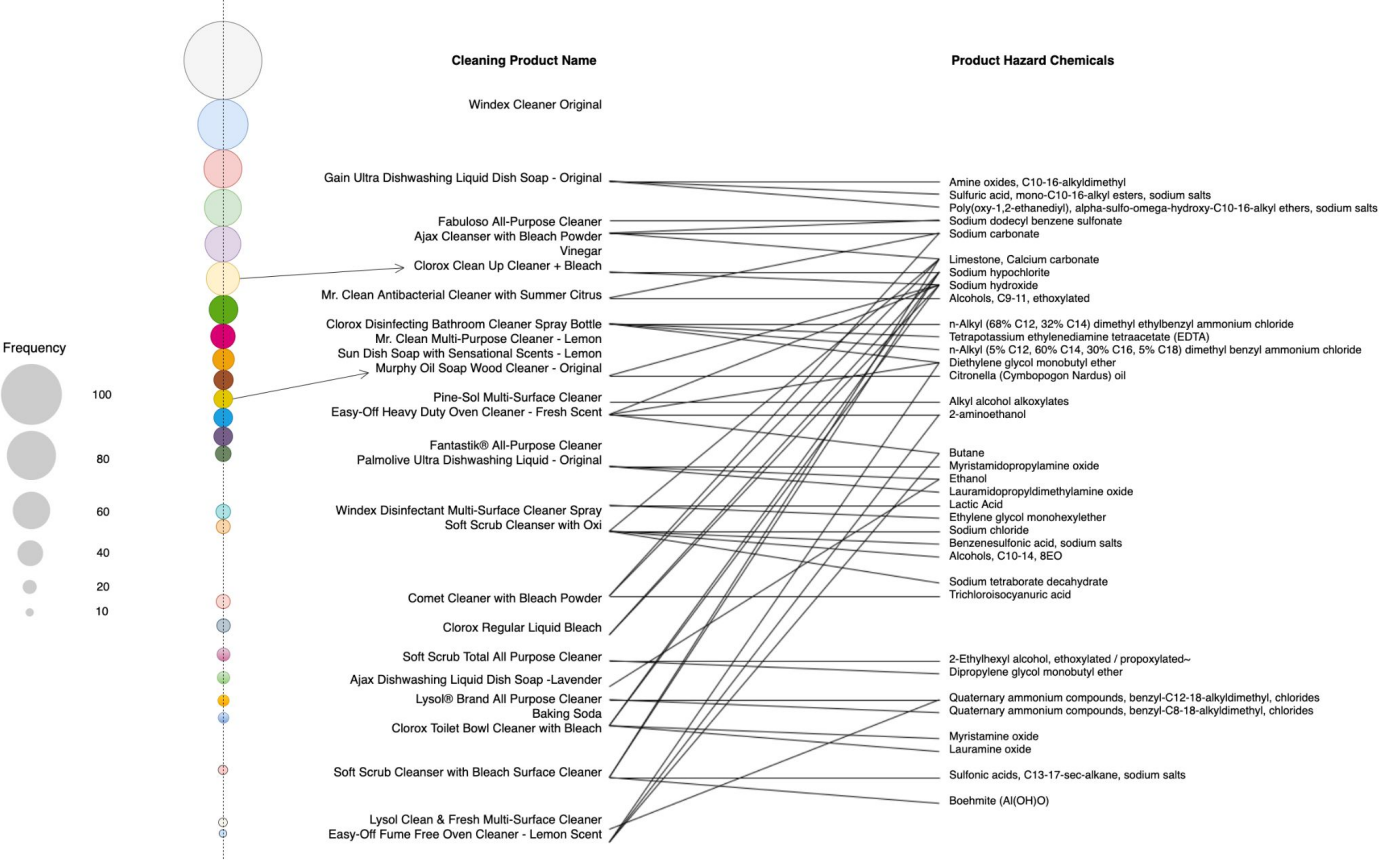 Cleaning Product Name
Product Hazard Chemicals
Windex Cleaner Original
Gain Ultra Dishwashing Liquid Dish Soap - Original
Fabuloso All-Purpose Cleaner
Ajax Cleanser with Bleach Powder
Vinegar
Clorox Clean Up Cleaner + Bleach
Mr. Clean Antibacterial Cleaner with Summer Citrus
Clorox Disinfecting Bathroom Cleaner Spray Bottle
Mr. Clean Multi-Purpose Cleaner - Lemon
Sun Dish Soap with Sensational Scents - Lemon
Murphy Oil Soap Wood Cleaner - Original
Pine-Sol Multi-Surface Cleaner
Easy-Off Heavy Duty Oven Cleaner - Fresh Scent
Fantastik® All-Purpose Cleaner
Palmolive Ultra Dishwashing Liquid - Original
Windex Disinfectant Multi-Surface Cleaner Spray
Soft Scrub Cleanser with Oxi
Comet Cleaner with Bleach Powder
Clorox Regular Liquid Bleach
Soft Scrub Total All Purpose Cleaner
Ajax Dishwashing Liquid Dish Soap -Lavender
Lysol® Brand All Purpose Cleaner
Baking Soda
Clorox Toilet Bowl Cleaner with Bleach
Soft Scrub Cleanser with Bleach Surface Cleaner
Lysol Clean & Fresh Multi-Surface Cleaner
Easy-Off Fume Free Oven Cleaner - Lemon Scent
Amine oxides, C10-16-alkyldimethyl
Sulfuric acid, mono-C10-16-alkyl esters, sodium salts
Poly(oxy-1,2-ethanediyl), alpha-sulfo-omega-hydroxy-C10-16-alkyl ethers, sodium salts
Sodium dodecyl benzene sulfonate
Sodium carbonate
Limestone, Calcium carbonate
Sodium hypochlorite
Sodium hydroxide
Alcohols, C9-11, ethoxylated
n-Alkyl (68% C12, 32% C14) dimethyl ethylbenzyl ammonium chloride
Tetrapotassium ethylenediamine tetraacetate (EDTA)
n-Alkyl (5% C12, 60% C14, 30% C16, 5% C18) dimethyl benzyl ammonium chloride
Diethylene glycol monobutyl ether
Citronella (Cymbopogon Nardus) oil
Alkyl alcohol alkoxylates
2-aminoethanol
Butane
Myristamidopropylamine oxide
Ethanol
Lauramidopropyldimethylamine oxide
Lactic Acid
Ethylene glycol monohexylether
Sodium chloride
Benzenesulfonic acid, sodium salts
Alcohols, C10-14, 8EO
Sodium tetraborate decahydrate
Trichloroisocyanuric acid
2-Ethylhexyl alcohol, ethoxylated / propoxylated~
Dipropylene glycol monobutyl ether
Quaternary ammonium compounds, benzyl-C12-18-alkyldimethyl, chlorides
Quaternary ammonium compounds, benzyl-C8-18-alkyldimethyl, chlorides
Myristamine oxide
Lauramine oxide
Sulfonic acids, C13-17-sec-alkane, sodium salts
Boehmite (Al(OH)O)
Frequency
100
80
60
40
20
10